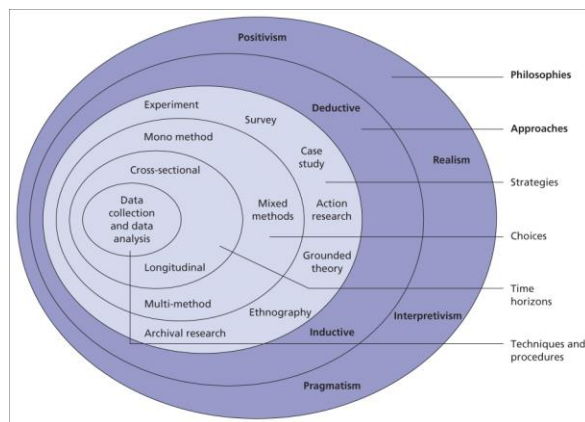 Positivism
Philosophies
Experiment
Deductive
Survey
Approaches
Mono method
Case
study
Realism
Cross-sectional
Strategies
Data
collection
and data
analysis
Mixed
methods
Action
research
Choices
Grounded
theory
Longitudinal
Time
horizons
Multi-method
Ethnography
Interpretivism
Archival research
Inductive
Techniques and
procedures
Pragmatism